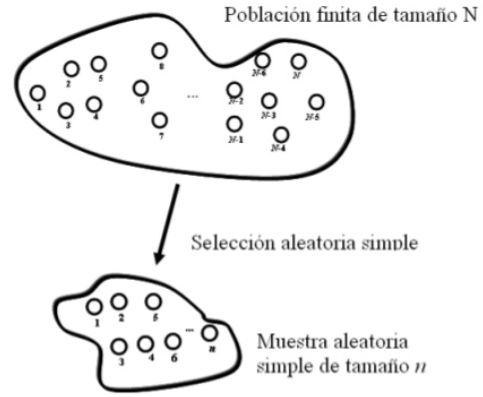 Población finita de tamaño N
8
N-6
N
2
5
1
6
...
N-2
3
4
N-3
N-5
7
N-1
N-4
Selección aleatoria simple
1
2
5
...
n
3
4
6
Muestra aleatoria
simple de tamaño n